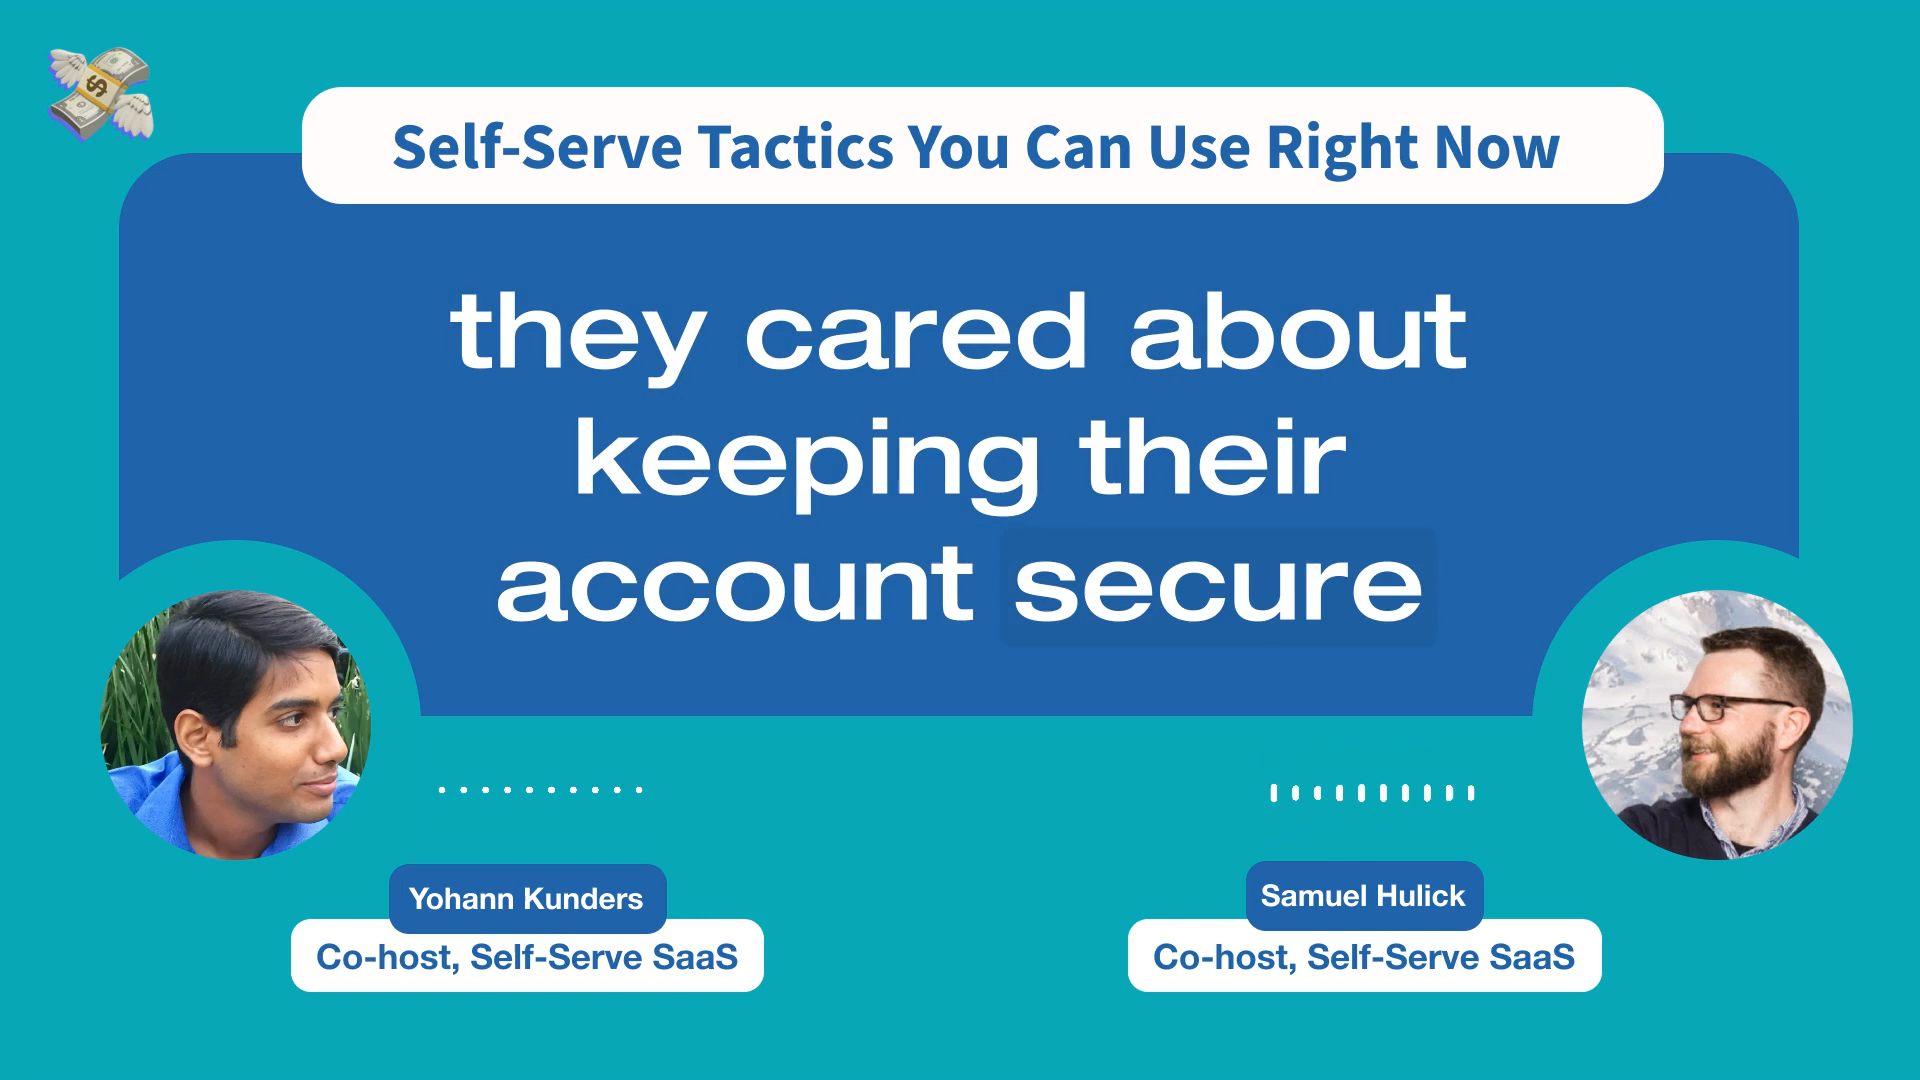 Self-Serve Tactics You Can Use Right Now
they cared about
keeping their
account secure
Yohann Kunders
Co-host, Self-Serve SaaS
Samuel Hulick
Co-host, Self-Serve SaaS